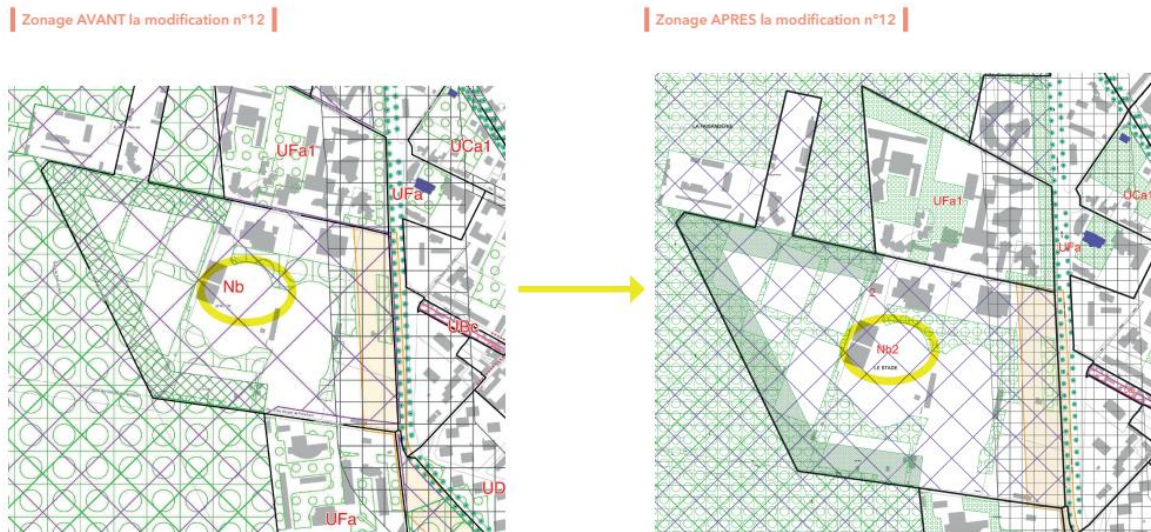 Zonage AVANT la modification n°12
Zonage APRES la modification n°12
UFa1
UCa1
UFa
Nb
UBc
UD
UFa
LA FAISANDERIE
UFa1
UCa1
UFa
2
Nb2
LE STADE